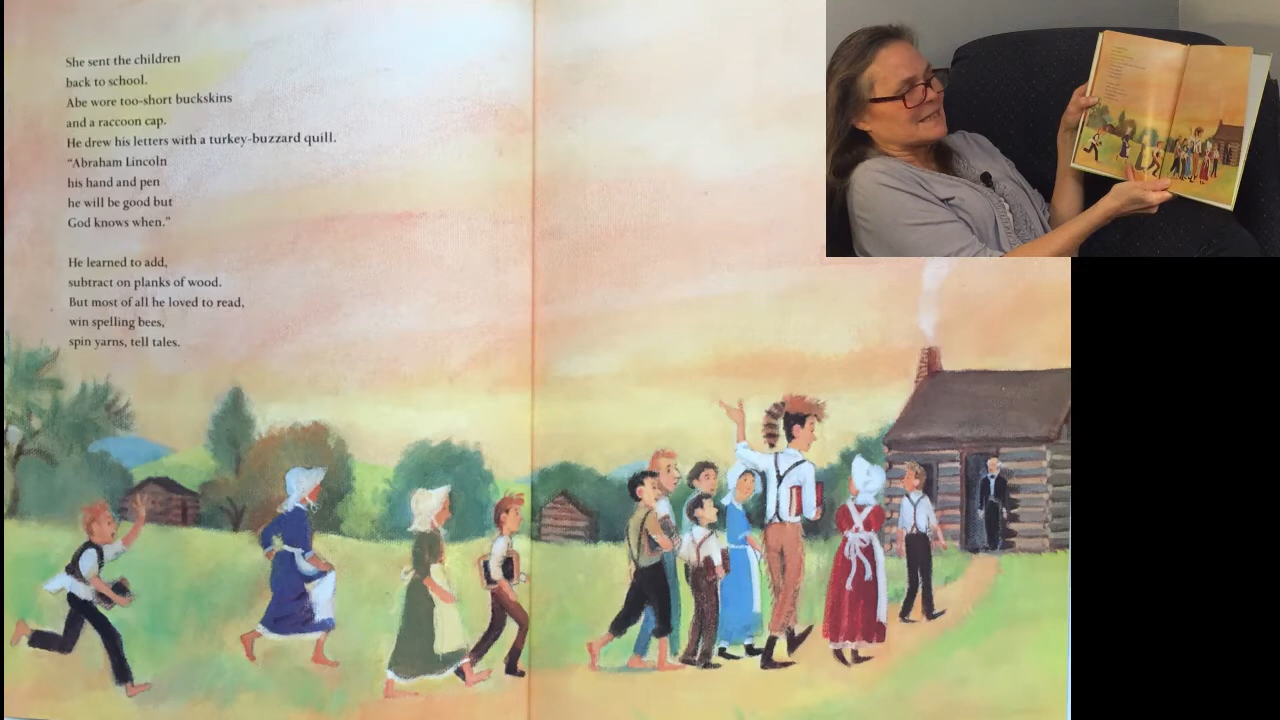 She sent the children
back to school.
Abe wore too-short buckskins
and a raccoon cap.
He drew his letters with a turkey-buzzard quill.
“Abraham Lincoln
his hand and pen
he will be good but
God knows when.”
He learned to add,
subtract on planks of wood.
But most of all he loved to read,
win spelling bees,
spin yarns, tell tales.